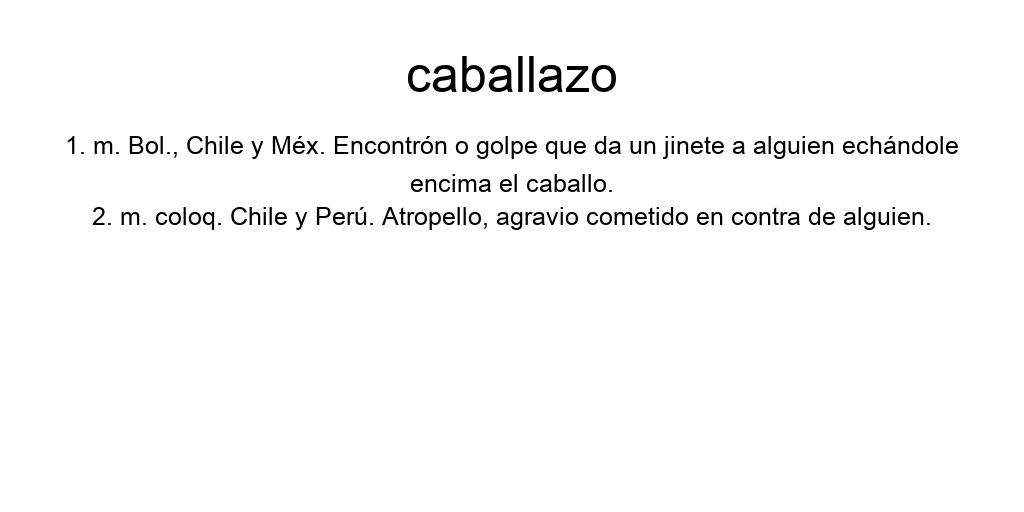 caballazo
1. m. Bol., Chile y Méx. Encontrón o golpe que da un jinete a alguien echándole
encima el caballo.
2. m. coloq. Chile y Perú. Atropello, agravio cometido en contra de alguien.